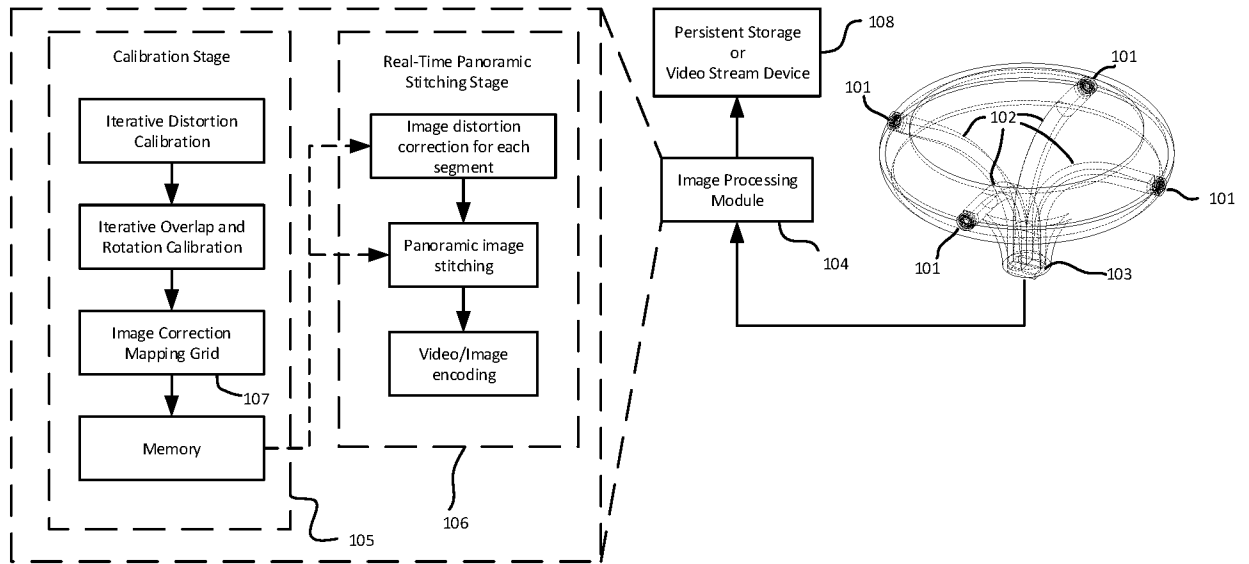 Calibration Stage
Iterative Distortion
Calibration
Iterative Overlap and
Rotation Calibration
Image Correction
Mapping Grid
107
Memory
105
Real-Time Panoramic
Stitching Stage
Image distortion
correction for each
segment
Panoramic image
stitching
Video/Image
encoding
106
Persistent Storage
or
Video Stream Device
108
Image Processing
Module
104
101
101
102
101
101
103